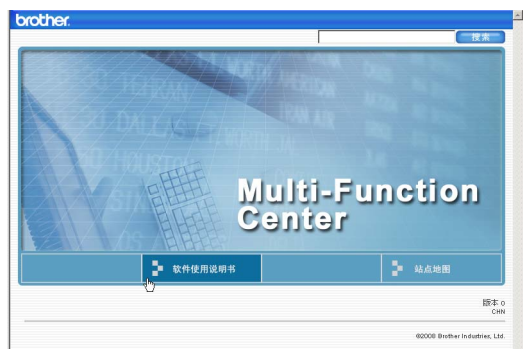 brother
搜索
Multi-Function
Center
软件使用说明书
站点地图
版本 0
CHN
©2008 Brother Industries, Ltd.